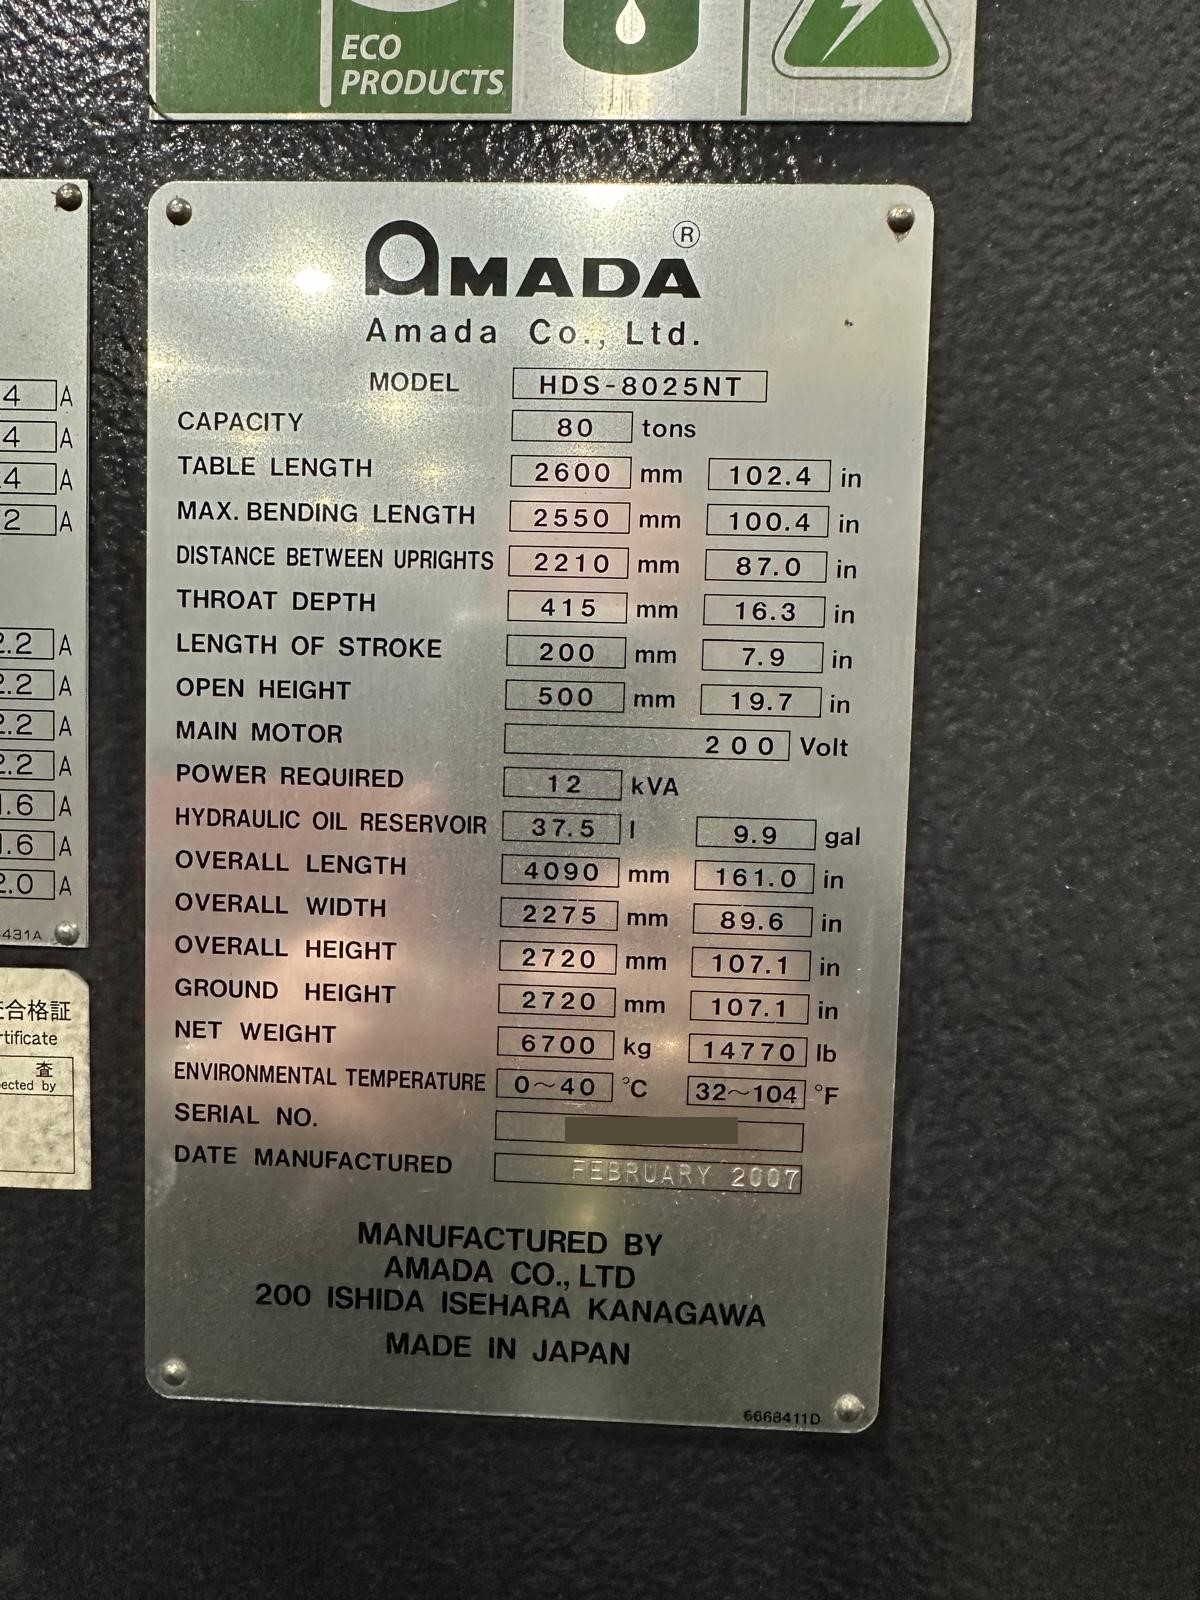 ECO
PRODUCTS
AMADA ®
Amada Co., Ltd.
MODEL HDS-8025NT
CAPACITY 80 tons
TABLE LENGTH 2600 mm 102.4 in
MAX. BENDING LENGTH 2550 mm 100.4 in
DISTANCE BETWEEN UPRIGHTS 2210 mm 87.0 in
THROAT DEPTH 415 mm 16.3 in
LENGTH OF STROKE 200 mm 7.9 in
OPEN HEIGHT 500 mm 19.7 in
MAIN MOTOR 200 Volt
POWER REQUIRED 12 kVA
HYDRAULIC OIL RESERVOIR 37.5 l 9.9 gal
OVERALL LENGTH 4090 mm 161.0 in
OVERALL WIDTH 2275 mm 89.6 in
OVERALL HEIGHT 2720 mm 107.1 in
GROUND HEIGHT 2720 mm 107.1 in
NET WEIGHT 6700 kg 14770 lb
ENVIRONMENTAL TEMPERATURE 0~40 °C 32~104 °F
SERIAL NO.
DATE MANUFACTURED FEBRUARY 2007
MANUFACTURED BY
AMADA CO., LTD
200 ISHIDA ISEHARA KANAGAWA
MADE IN JAPAN
6668411D
4 A
4 A
4 A
2 A
2.2 A
2.2 A
2.2 A
2.2 A
.6 A
.6 A
2.0 A
431A
合格証
tificate
査
ected by